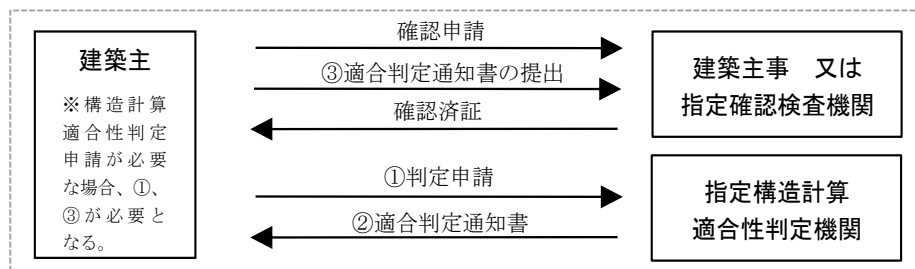 建築主
※構造計算
適合性判定
申請が必要
な場合、①、
③が必要と
なる。
確認申請
③適合判定通知書の提出
確認済証
①判定申請
②適合判定通知書
建築主事　又は
指定確認検査機関
指定構造計算
適合性判定機関